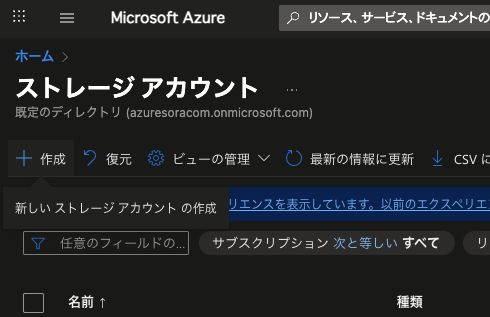 Microsoft Azure
リソース、サービス、ドキュメントの
ホーム
ストレージ アカウント ...
既定のディレクトリ (azuresoracom.onmicrosoft.com)
作成 復元 ビューの管理 最新の情報に更新 CSV に
新しい ストレージ アカウント の作成
リエンスを表示しています。以前のエクスペリエン
任意のフィールドの... サブスクリプション 次と等しい すべて リ
名前 ↑ 種類